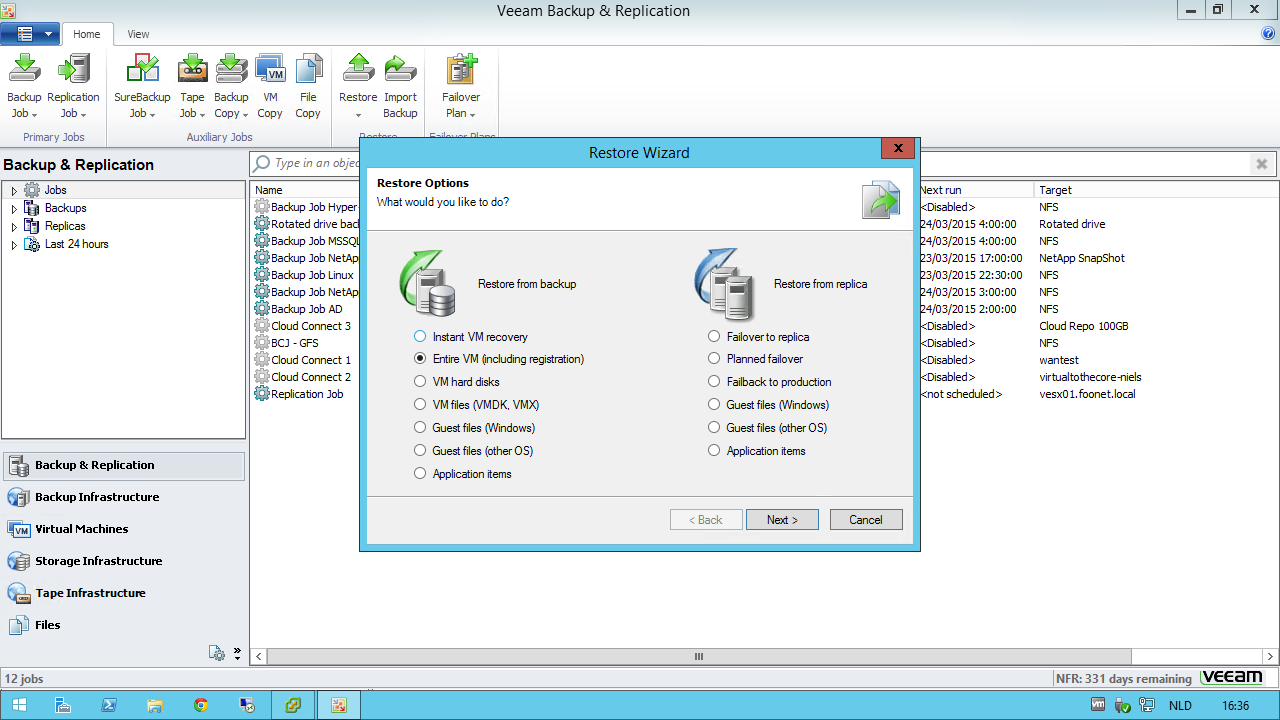 Veeam Backup & Replication
Home View
Backup Job
Replication Job
SureBackup Job
Tape Job
Backup Copy
VM Copy
File Copy
Restore
Import Backup
Failover Plan
Primary Jobs
Auxiliary Jobs
Restore
Failover Plans
Backup & Replication
Jobs
Backups
Replicas
Last 24 hours
Type in an objec
Name Next run Target
Backup Job Hyper <Disabled> NFS
Rotated drive bac 24/03/2015 4:00:00 Rotated drive
Backup Job MSSQL 24/03/2015 4:00:00 NFS
Backup Job NetApp 23/03/2015 17:00:00 NetApp SnapShot
Backup Job Linux 23/03/2015 22:30:00 NFS
Backup Job NetApp 24/03/2015 3:00:00 NFS
Backup Job AD 24/03/2015 2:00:00 NFS
Cloud Connect 3 <Disabled> Cloud Repo 100GB
BCJ - GFS <Disabled> NFS
Cloud Connect 1 <Disabled> wantest
Cloud Connect 2 <Disabled> virtualtothecore-niels
Replication Job <not scheduled> vesx01.foonet.local
Restore Wizard
X
Restore Options
What would you like to do?
Restore from backup
Instant VM recovery
Entire VM (including registration)
VM hard disks
VM files (VMDK, VMX)
Guest files (Windows)
Guest files (other OS)
Application items
Restore from replica
Failover to replica
Planned failover
Failback to production
Guest files (Windows)
Guest files (other OS)
Application items
< Back Next > Cancel
Backup & Replication
Backup Infrastructure
Virtual Machines
Storage Infrastructure
Tape Infrastructure
Files
12 jobs
NFR: 331 days remaining veeam
NLD 16:36